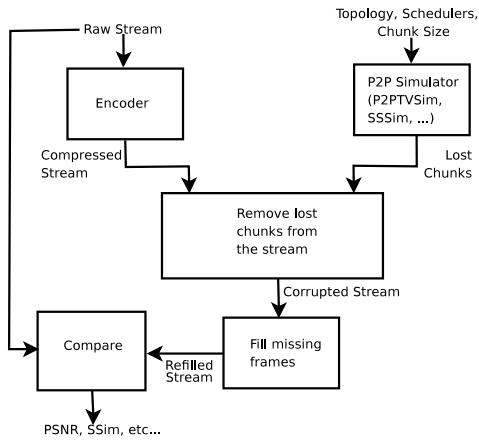 Topology, Schedulers,
Chunk Size
Raw Stream
Encoder
P2P Simulator
(P2PTVSim,
SSSim, ...)
Compressed
Stream
Lost
Chunks
Remove lost
chunks from
the stream
Corrupted Stream
Compare
Fill missing
frames
Refilled
Stream
PSNR, SSim, etc...